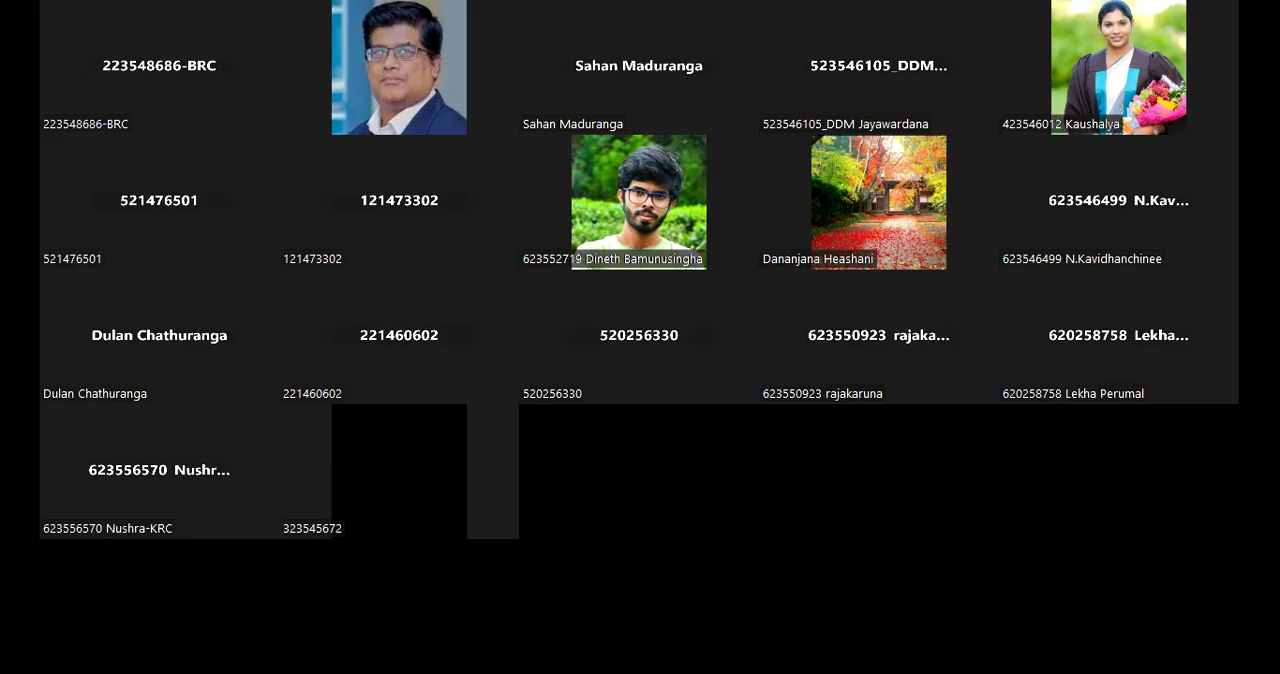 223548686-BRC
Sahan Maduranga
523546105_DDM...
223548686-BRC
Sahan Maduranga
523546105_DDM Jayawardana
423546012 Kaushalya
521476501
121473302
623546499 N.Kav...
521476501
121473302
623552719 Dineth Bamunusingha
Dananjana Heashani
623546499 N.Kavidhanchinee
Dulan Chathuranga
221460602
520256330
623550923 rajaka...
620258758 Lekha...
Dulan Chathuranga
221460602
520256330
623550923 rajakaruna
620258758 Lekha Perumal
623556570 Nushr...
623556570 Nushra-KRC
323545672